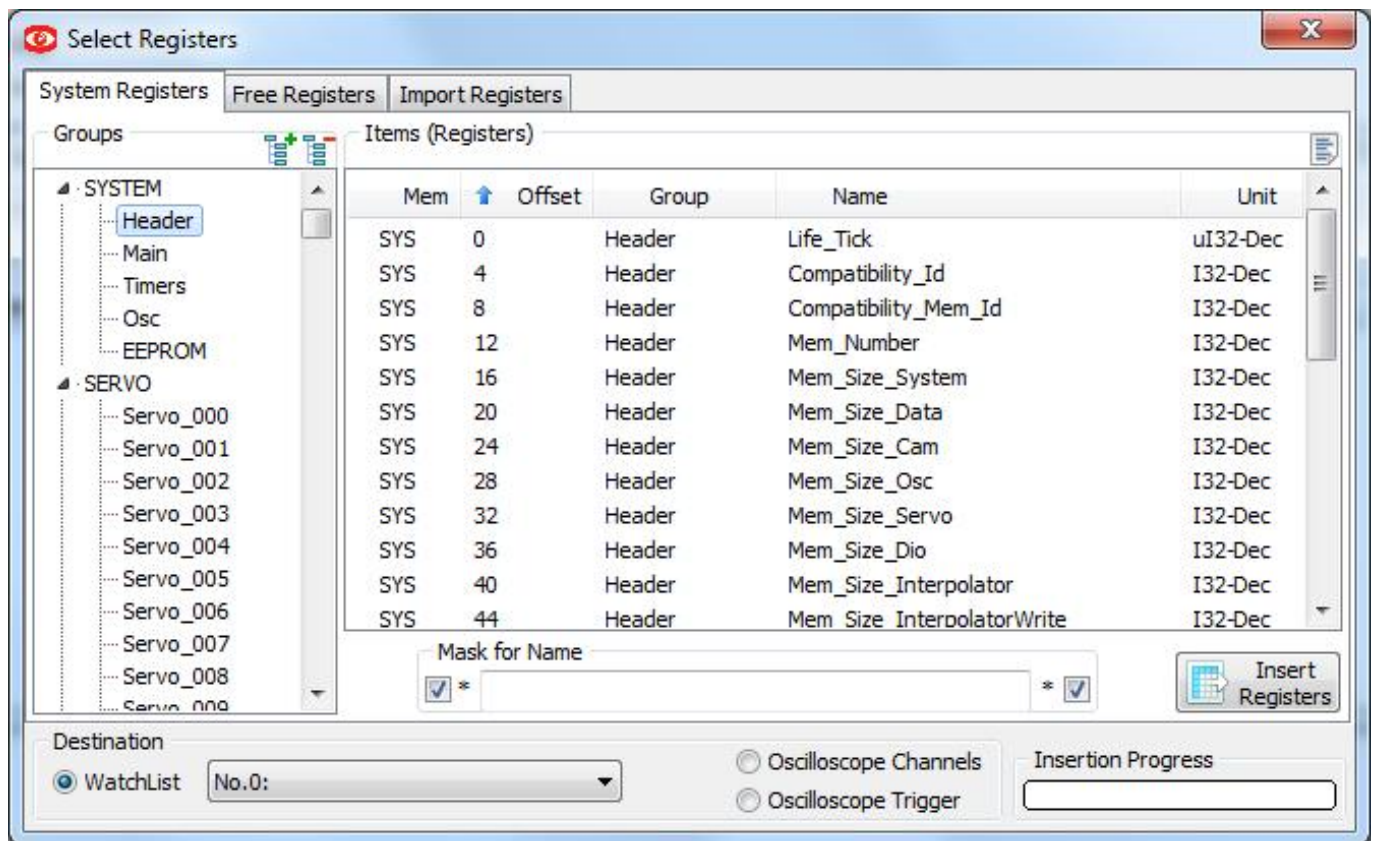 Select Registers
System Registers Free Registers Import Registers
Groups
SYSTEM
Header
Main
Timers
Osc
EEPROM
SERVO
Servo_000
Servo_001
Servo_002
Servo_003
Servo_004
Servo_005
Servo_006
Servo_007
Servo_008
Servo_009
Items (Registers)
Mem Offset Group Name Unit
SYS 0 Header Life_Tick uI32-Dec
SYS 4 Header Compatibility_Id I32-Dec
SYS 8 Header Compatibility_Mem_Id I32-Dec
SYS 12 Header Mem_Number I32-Dec
SYS 16 Header Mem_Size_System I32-Dec
SYS 20 Header Mem_Size_Data I32-Dec
SYS 24 Header Mem_Size_Cam I32-Dec
SYS 28 Header Mem_Size_Osc I32-Dec
SYS 32 Header Mem_Size_Servo I32-Dec
SYS 36 Header Mem_Size_Dio I32-Dec
SYS 40 Header Mem_Size_Interpolator I32-Dec
SYS 44 Header Mem_Size_InterpolatorWrite I32-Dec
Mask for Name
* *
Insert
Registers
Destination
WatchList No.0:
Oscilloscope Channels
Oscilloscope Trigger
Insertion Progress